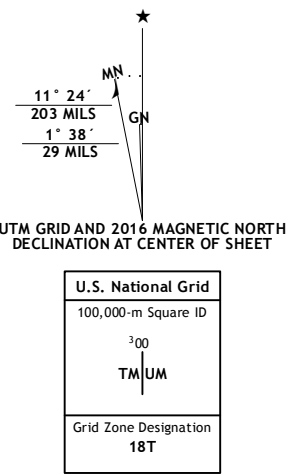 ★
MN
11° 24´
203 MILS
GN
1° 38´
29 MILS
UTM GRID AND 2016 MAGNETIC NORTH
DECLINATION AT CENTER OF SHEET
U.S. National Grid
100,000-m Square ID
³00
TM UM
Grid Zone Designation
18T